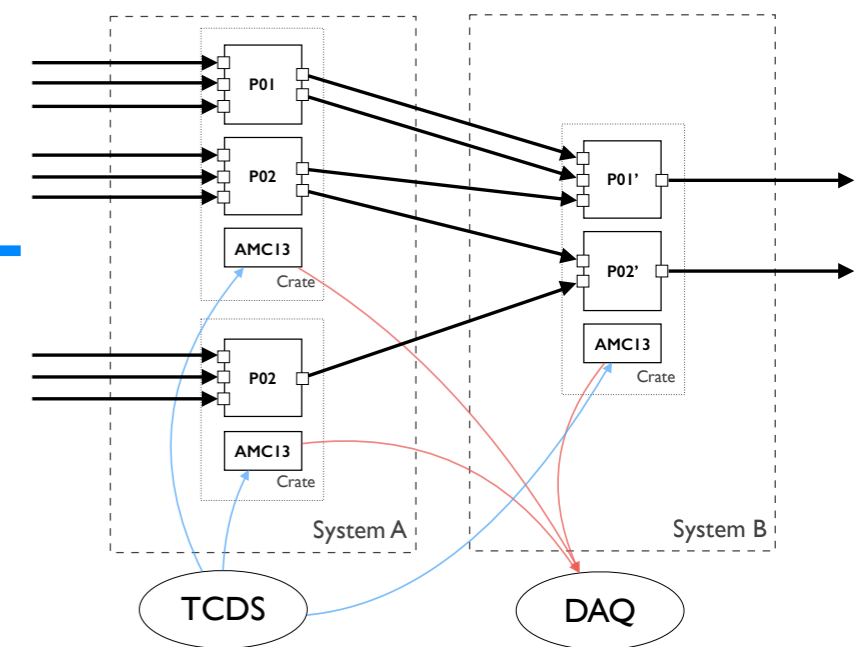 P01
P02
AMC13
Crate
P02
AMC13
Crate
System A
P01'
P02'
AMC13
Crate
System B
TCDS
DAQ